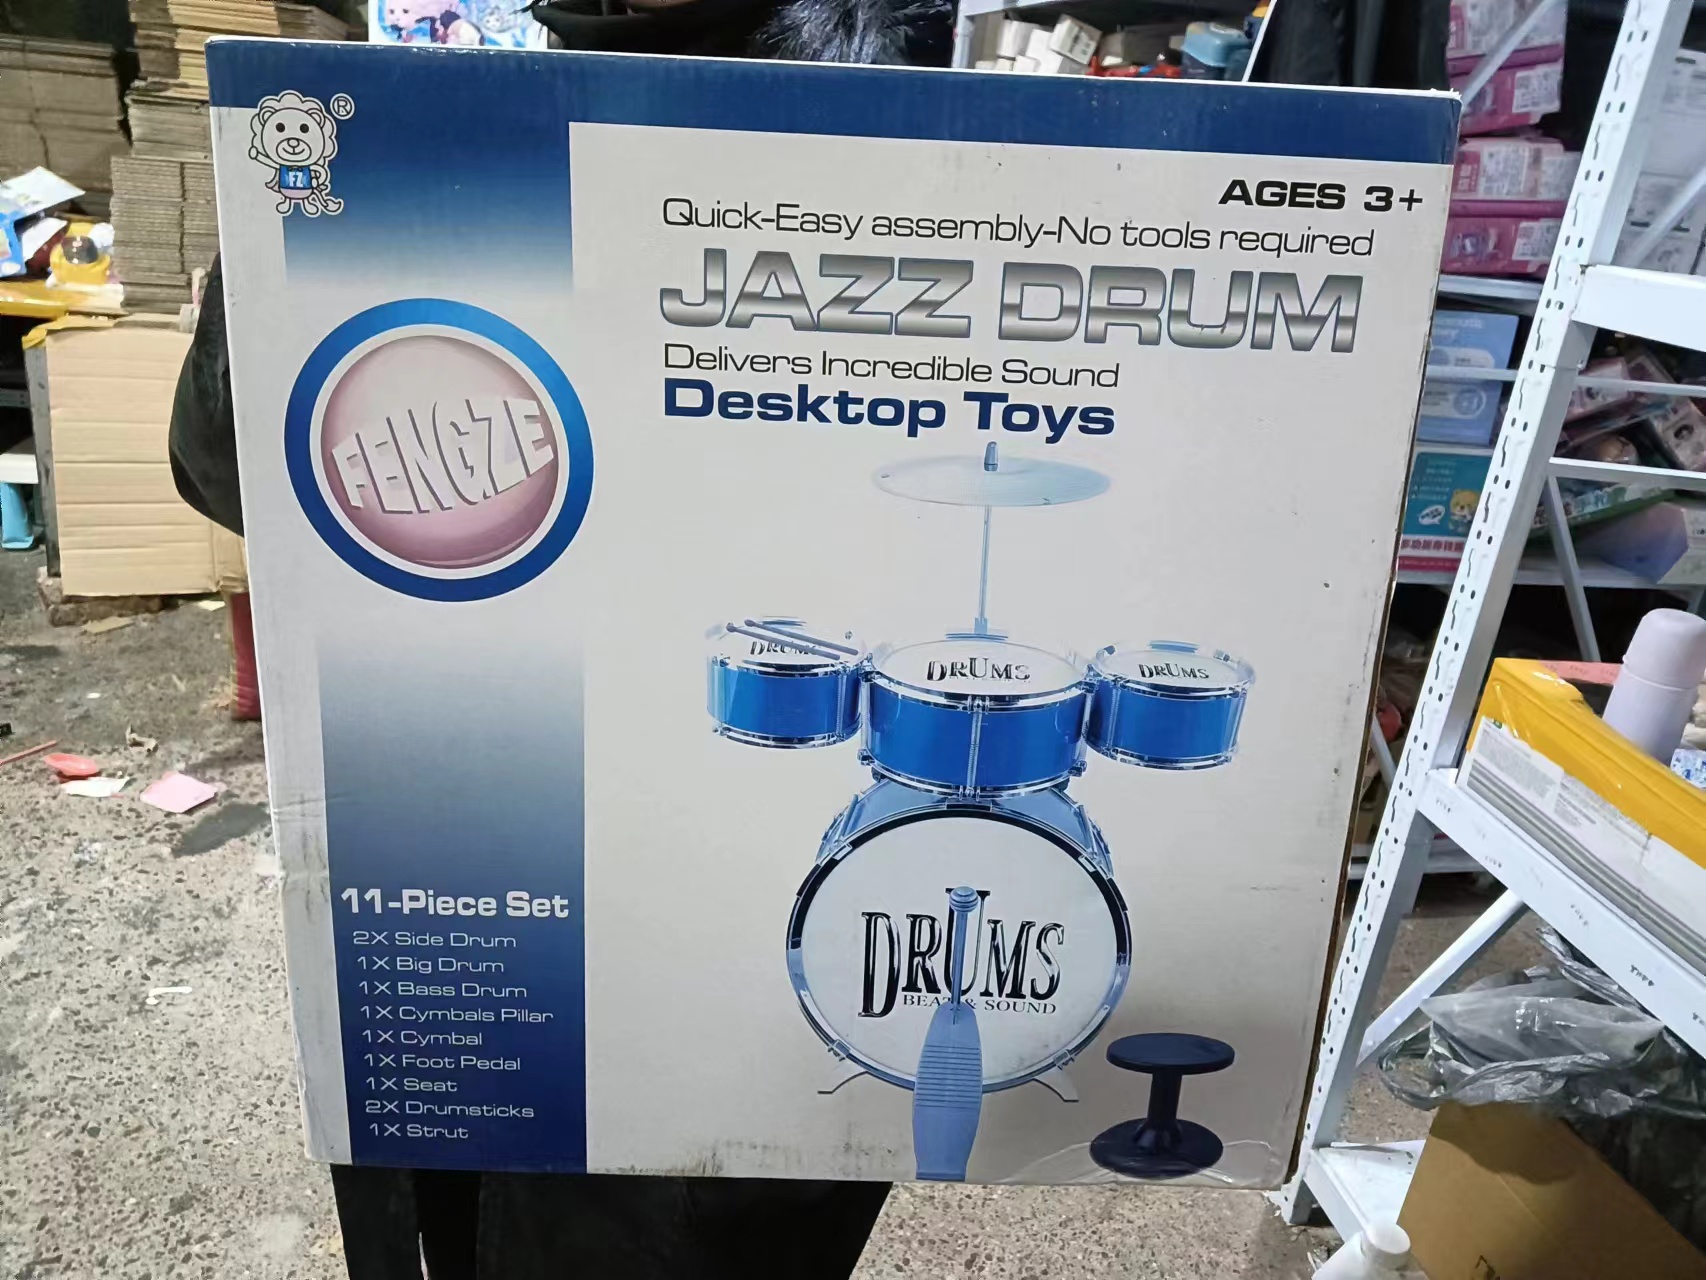 ®
FZ
AGES 3+
Quick-Easy assembly-No tools required
JAZZ DRUM
Delivers Incredible Sound
Desktop Toys
FENGZE
DRUMS
DRUMS
DRUMS
DRUMS
BEAT & SOUND
11-Piece Set
2X Side Drum
1X Big Drum
1X Bass Drum
1X Cymbals Pillar
1X Cymbal
1X Foot Pedal
1X Seat
2X Drumsticks
1X Strut